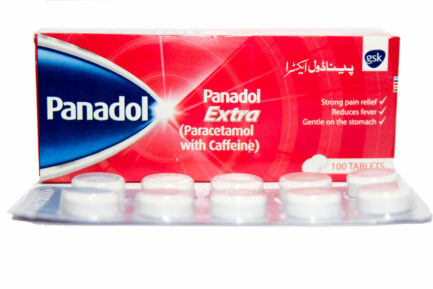 gsk
پیناڈول ایکسٹرا
Panadol
Panadol
Extra
(Paracetamol
with Caffeine)
Strong pain relief ✓
Reduces fever ✓
Gentle on the stomach ✓
100 TABLETS